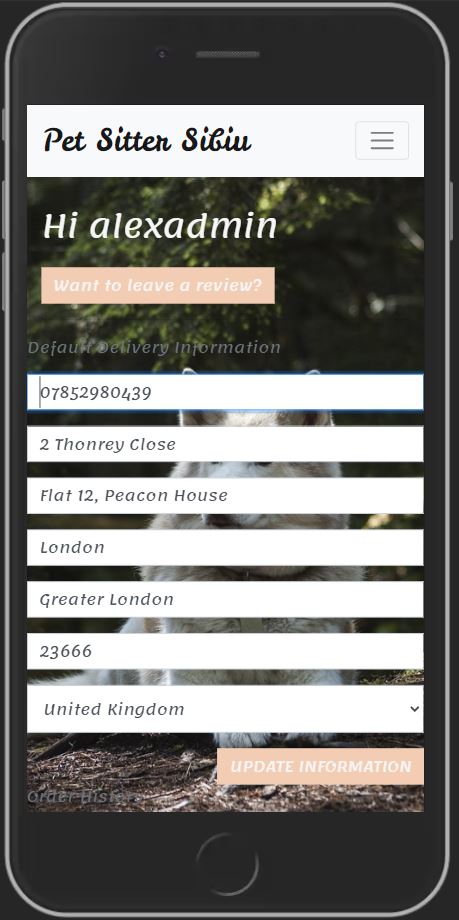 Pet Sitter Sibiu
Hi alexadmin
Want to leave a review?
Default Delivery Information
07852980439
2 Thonrey Close
Flat 12, Peacon House
London
Greater London
23666
United Kingdom
UPDATE INFORMATION
Order History